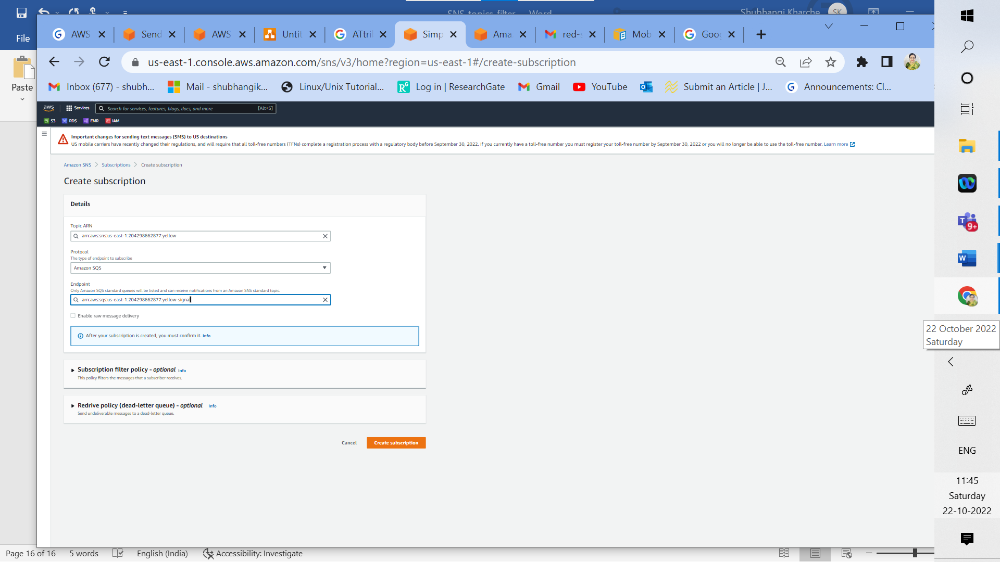 SNS_topics_filter - Word
Shubhangi Kharche
SK
File
AWS
Send
AWS
Untit
ATtril
Simp
Ama
red-s
Mob
Goo
us-east-1.console.aws.amazon.com/sns/v3/home?region=us-east-1#/create-subscription
Paste
Inbox (677) - shubh...
Mail - shubhangik...
Linux/Unix Tutorial...
Log in | ResearchGate
Gmail
YouTube
Submit an Article | J...
Announcements: Cl...
aws
Services
Search for services, features, blogs, docs, and more
[Alt+S]
S3
RDS
EMR
IAM
Important changes for sending text messages (SMS) to US destinations
US mobile carriers have recently changed their regulations, and will require that all toll-free numbers (TFNs) complete a registration process with a regulatory body before September 30, 2022. If you currently have a toll-free number you must register your toll-free number by September 30, 2022 or you will no longer be able to use the toll-free number. Learn more
Amazon SNS
Subscriptions
Create subscription
Create subscription
Details
Topic ARN
arn:aws:sns:us-east-1:204298662877:yellow
Protocol
The type of endpoint to subscribe
Amazon SQS
Endpoint
Only Amazon SQS standard queues will be listed and can receive notifications from an Amazon SNS standard topic.
arn:aws:sqs:us-east-1:204298662877:yellow-signal
Enable raw message delivery
After your subscription is created, you must confirm it. Info
Subscription filter policy - optional Info
This policy filters the messages that a subscriber receives.
Redrive policy (dead-letter queue) - optional Info
Send undeliverable messages to a dead-letter queue.
Cancel
Create subscription
9+
22 October 2022
Saturday
ENG
11:45
Saturday
22-10-2022
Page 16 of 16
5 words
English (India)
Accessibility: Investigate